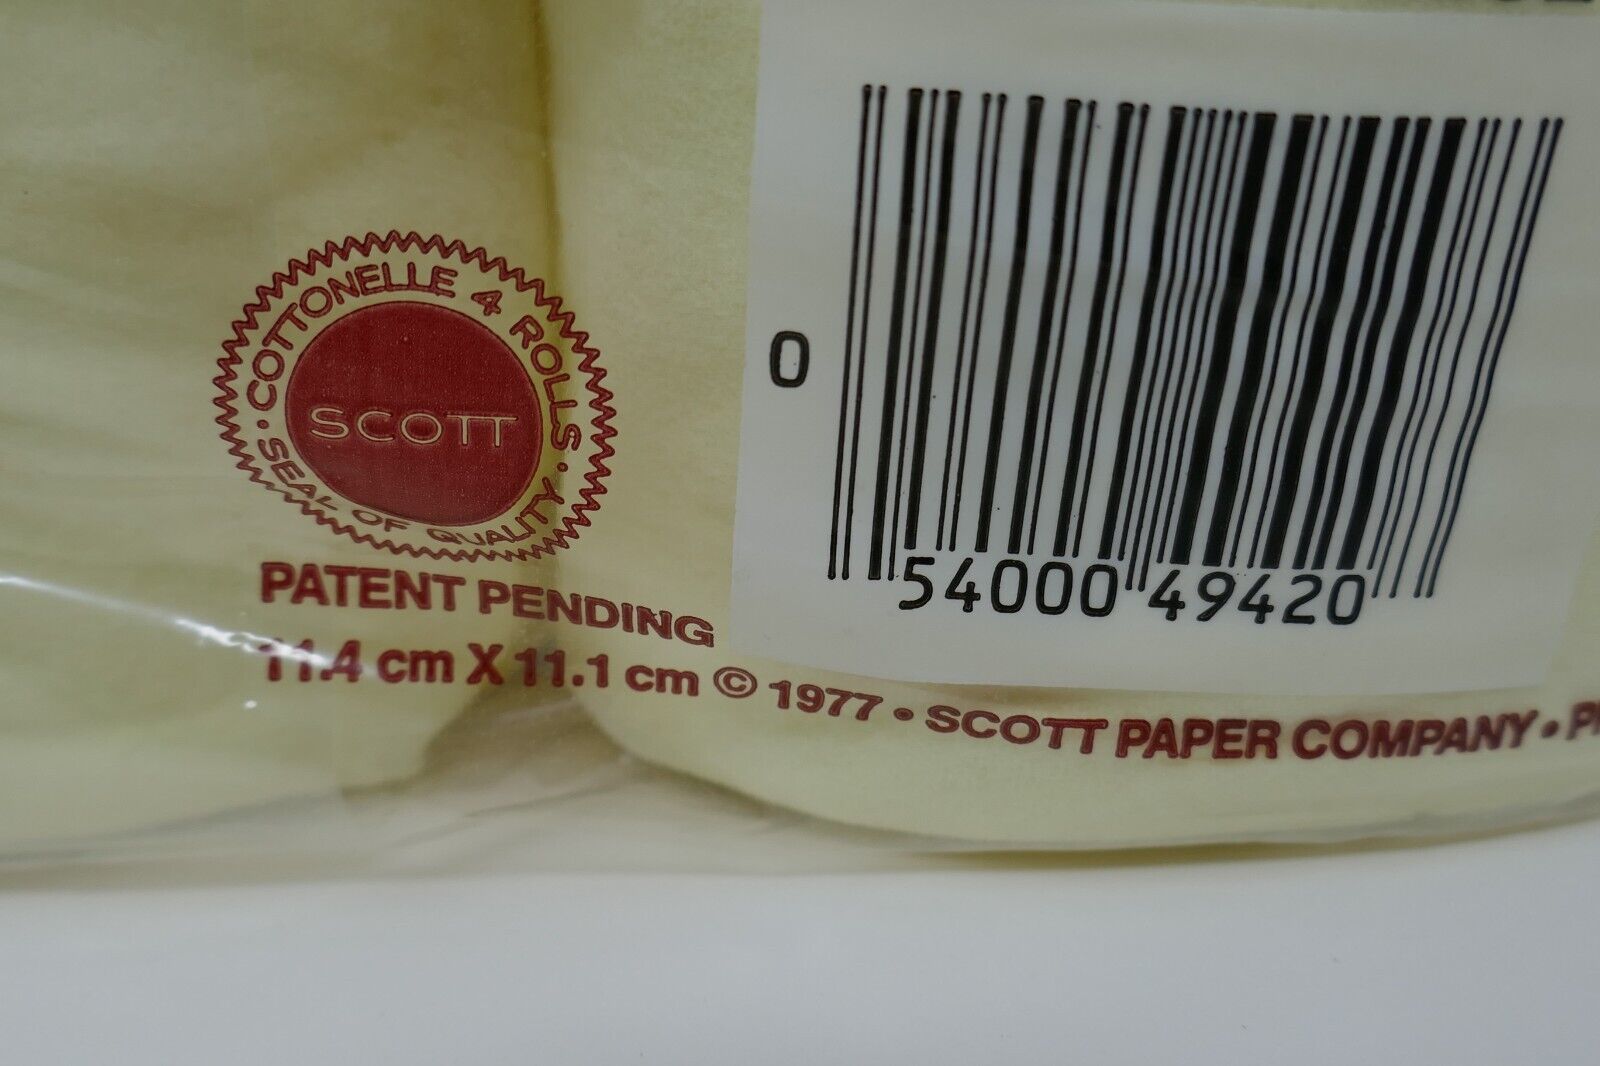 COTTONELLE 4 ROLLS · SEAL OF QUALITY ·
SCOTT
PATENT PENDING
11.4 cm X 11.1 cm © 1977 • SCOTT PAPER COMPANY •
0
54000 49420